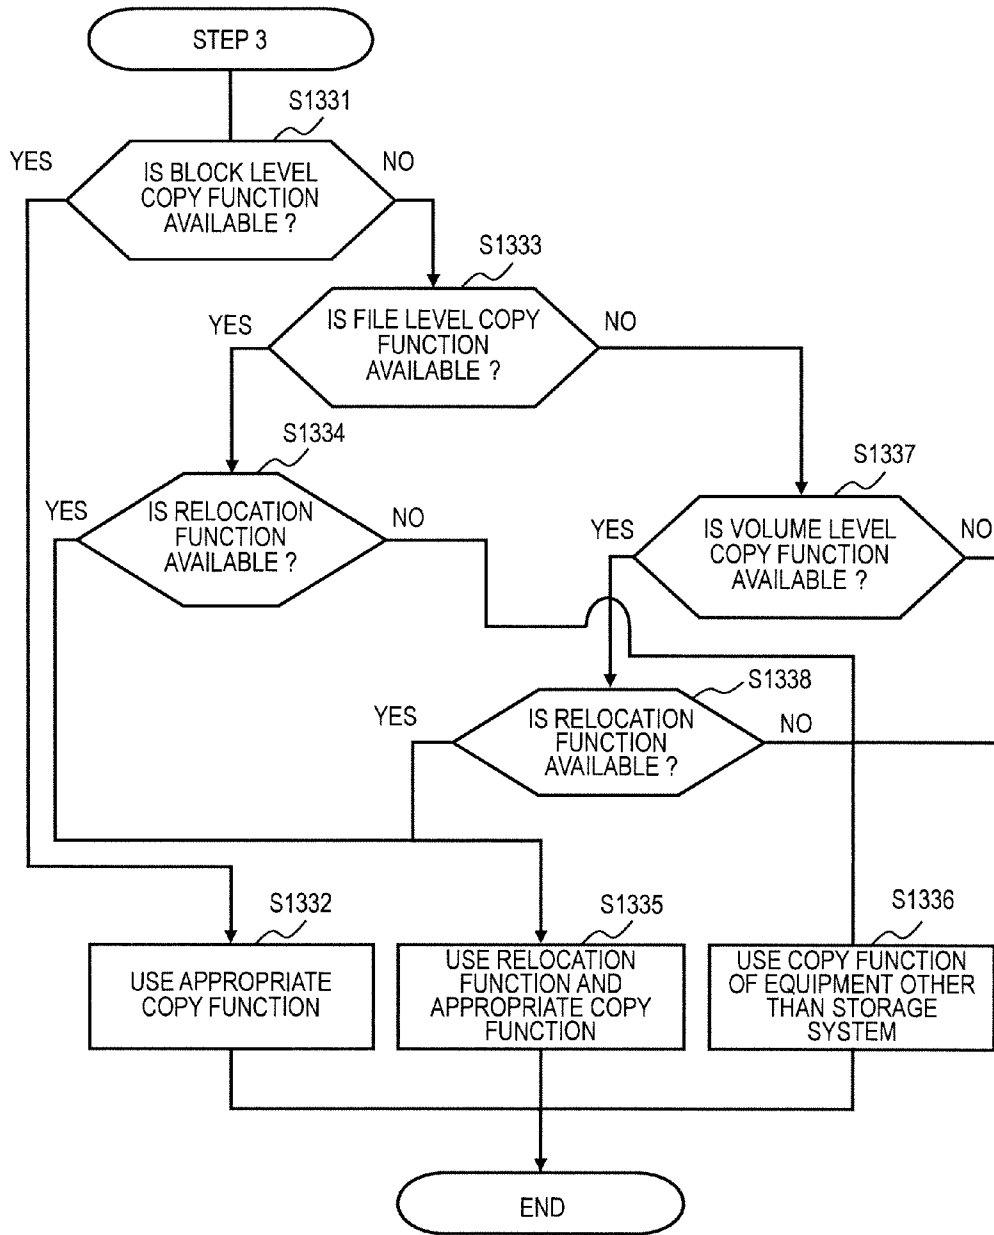 STEP 3
S1331
YES
NO
IS BLOCK LEVEL
COPY FUNCTION
AVAILABLE ?
S1333
YES
NO
IS FILE LEVEL COPY
FUNCTION
AVAILABLE ?
S1334
YES
NO
IS RELOCATION
FUNCTION
AVAILABLE ?
S1337
YES
NO
IS VOLUME LEVEL
COPY FUNCTION
AVAILABLE ?
S1338
YES
NO
IS RELOCATION
FUNCTION
AVAILABLE ?
S1332
USE APPROPRIATE
COPY FUNCTION
S1335
USE RELOCATION
FUNCTION AND
APPROPRIATE COPY
FUNCTION
S1336
USE COPY FUNCTION
OF EQUIPMENT OTHER
THAN STORAGE
SYSTEM
END